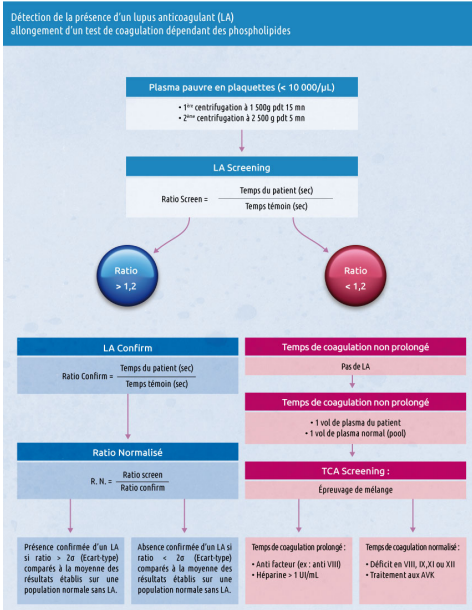 Détection de la présence d'un lupus anticoagulant (LA)
allongement d'un test de coagulation dépendant des phospholipides
Plasma pauvre en plaquettes (< 10 000/µL)
• 1ère centrifugation à 1 500g pdt 15 mn
• 2ème centrifugation à 2 500 g pdt 5 mn
LA Screening
Ratio Screen = Temps du patient (sec)
Temps témoin (sec)
Ratio
> 1,2
Ratio
< 1,2
LA Confirm
Ratio Confirm = Temps du patient (sec)
Temps témoin (sec)
Ratio Normalisé
R. N. = Ratio screen
Ratio confirm
Présence confirmée d'un LA
si ratio > 2σ (Ecart-type)
comparés à la moyenne des
résultats établis sur une
population normale sans LA.
Absence confirmée d'un LA si
ratio < 2σ (Ecart-type)
comparés à la moyenne des
résultats établis sur une
population normale sans LA.
Temps de coagulation non prolongé
Pas de LA
Temps de coagulation non prolongé
• 1 vol de plasma du patient
• 1 vol de plasma normal (pool)
TCA Screening :
Épreuvage de mélange
Temps de coagulation prolongé :
• Anti facteur (ex : anti VIII)
• Héparine > 1 UI/mL
Temps de coagulation normalisé :
• Déficit en VIII, IX,XI ou XII
• Traitement aux AVK